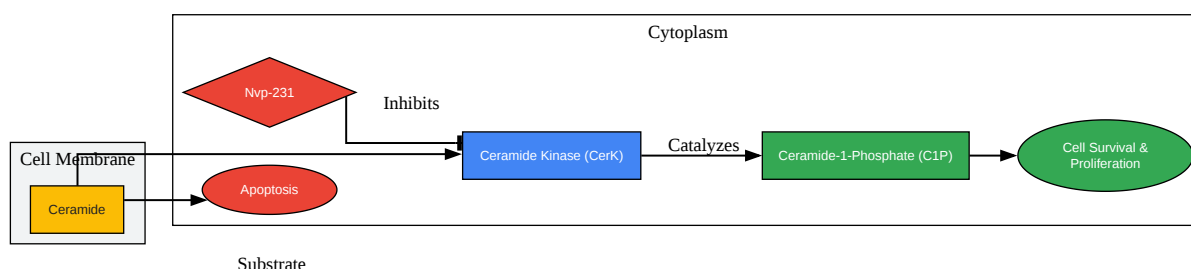 Cytoplasm
Nvp-231
Inhibits
Cell Membrane
Ceramide Kinase (CerK)
Catalyzes
Ceramide-1-Phosphate (C1P)
Cell Survival &
Proliferation
Apoptosis
Ceramide
Substrate